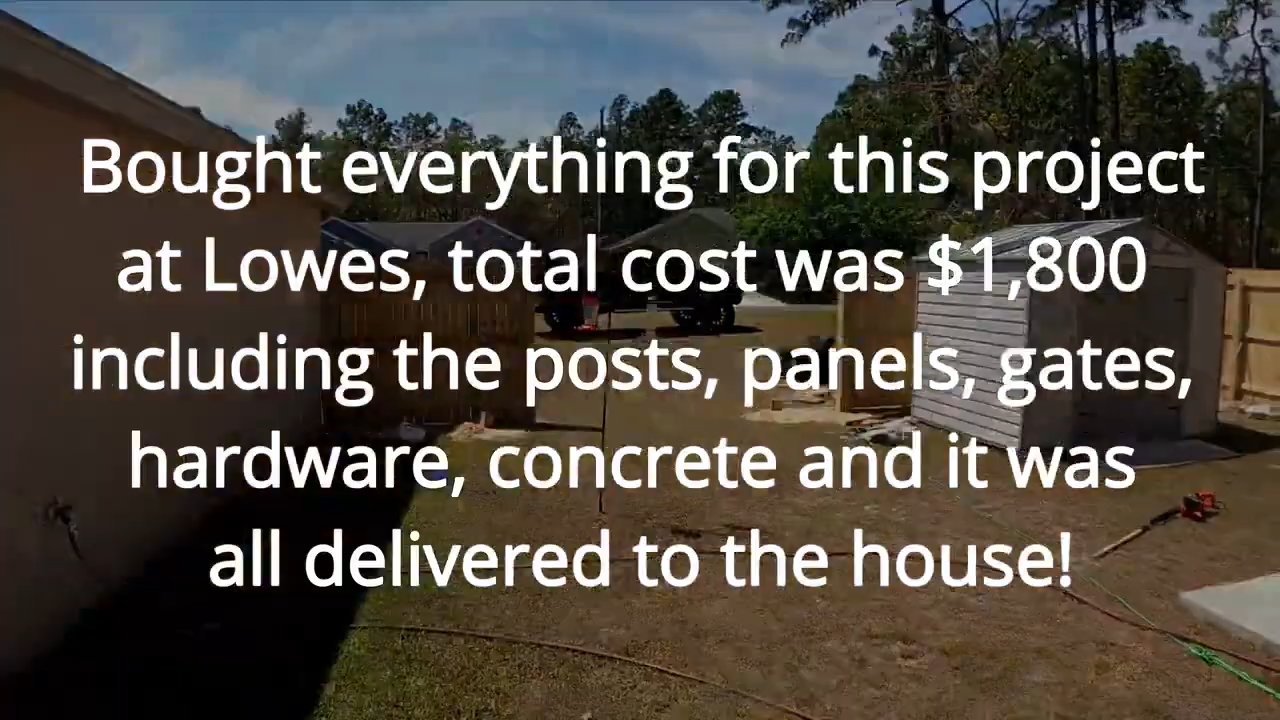 Bought everything for this project
at Lowes, total cost was $1,800
including the posts, panels, gates,
hardware, concrete and it was
all delivered to the house!